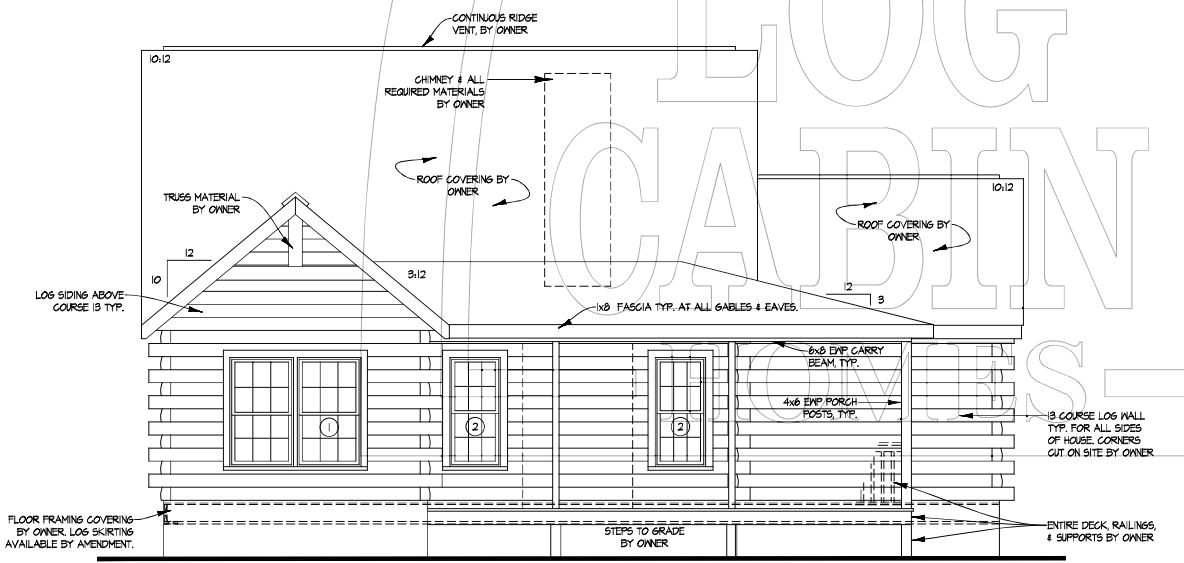 CONTINUOUS RIDGE
VENT, BY OWNER
10:12
CHIMNEY & ALL
REQUIRED MATERIALS
BY OWNER
ROOF COVERING BY
OWNER
TRUSS MATERIAL
BY OWNER
12
10
3:12
10:12
ROOF COVERING BY
OWNER
12
3
LOG SIDING ABOVE
COURSE 13 TYP.
1x8 FASCIA TYP. AT ALL GABLES & EAVES.
6x8 EWP CARRY
BEAM, TYP.
4x6 EWP PORCH
POSTS, TYP.
1
2
2
13 COURSE LOG WALL
TYP. FOR ALL SIDES
OF HOUSE. CORNERS
CUT ON SITE BY OWNER
FLOOR FRAMING COVERING
BY OWNER. LOG SKIRTING
AVAILABLE BY AMENDMENT.
STEPS TO GRADE
BY OWNER
ENTIRE DECK, RAILINGS,
& SUPPORTS BY OWNER
LOG
CABIN
HOMES